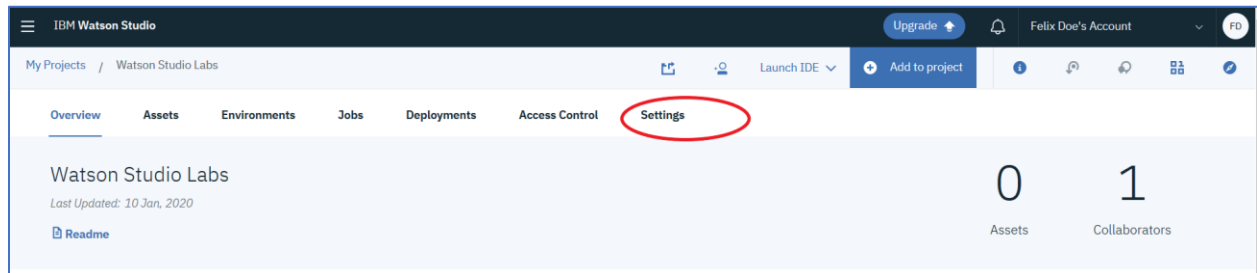 IBM Watson Studio
Upgrade
Felix Doe's Account
FD
My Projects / Watson Studio Labs
Launch IDE
Add to project
Overview Assets Environments Jobs Deployments Access Control Settings
Watson Studio Labs
Last Updated: 10 Jan, 2020
Readme
0 1
Assets Collaborators